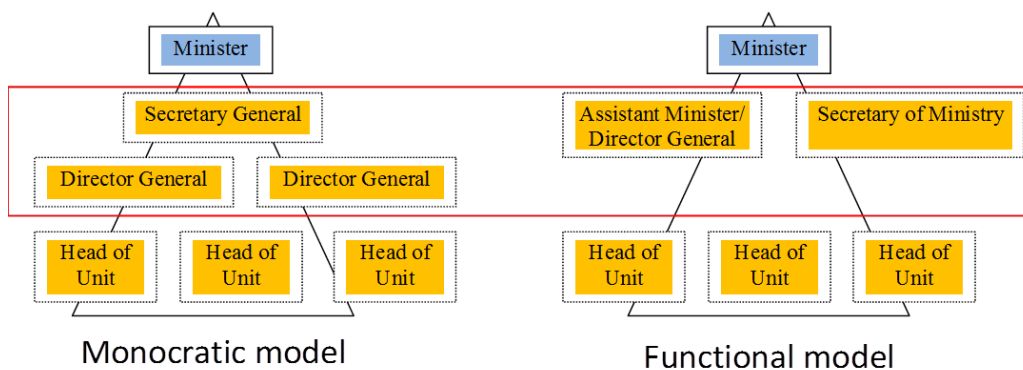 Minister
Secretary General
Director General
Director General
Head of
Unit
Head of
Unit
Head of
Unit
Monocratic model
Minister
Assistant Minister/
Director General
Secretary of Ministry
Head of
Unit
Head of
Unit
Head of
Unit
Functional model